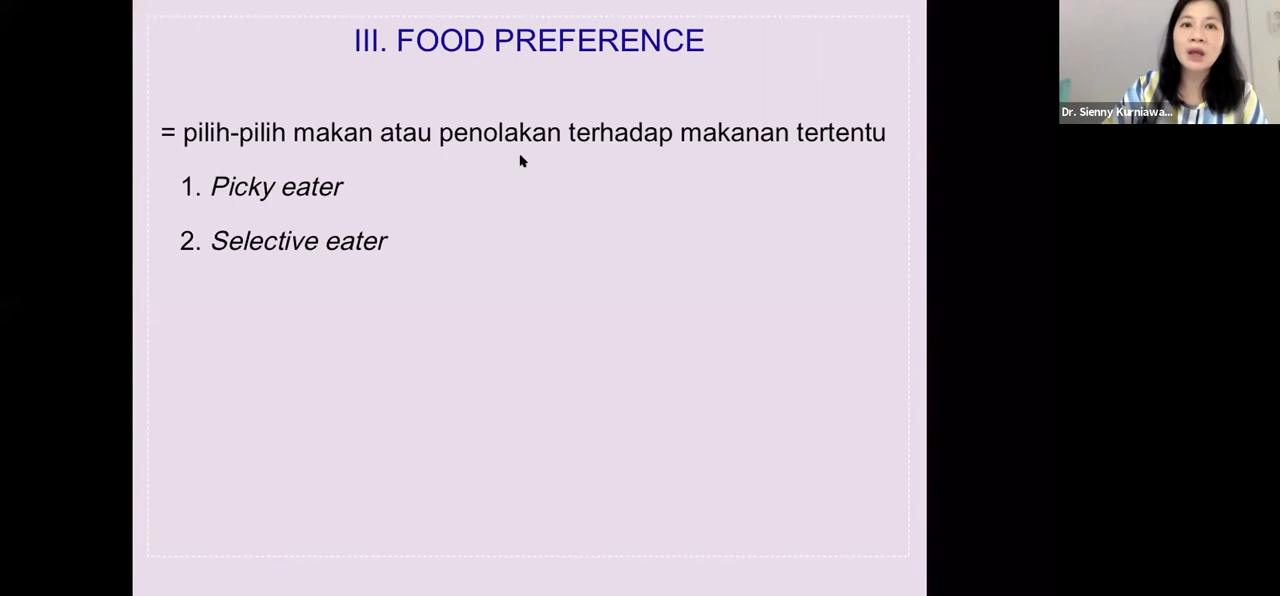 III. FOOD PREFERENCE
= pilih-pilih makan atau penolakan terhadap makanan tertentu
1. Picky eater
2. Selective eater
Dr. Sienny Kurniawa...